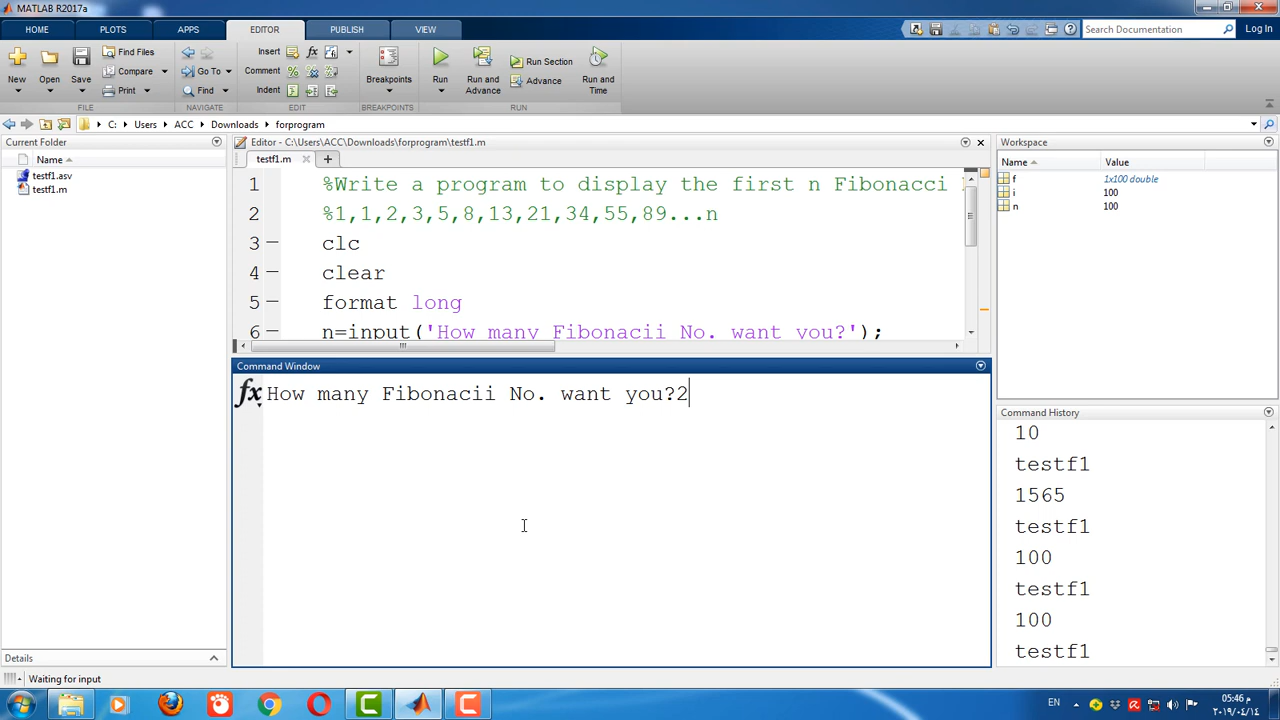 MATLAB R2017a
HOME PLOTS APPS EDITOR PUBLISH VIEW
Search Documentation Log In
New Open Save Find Files Compare Print
Go To Find
Insert fx
Comment
Indent
Breakpoints
Run Run and Advance Run Section Advance Run and Time
FILE NAVIGATE EDIT BREAKPOINTS RUN
C: Users ACC Downloads forprogram
Current Folder
Name
testf1.asv
testf1.m
Details
Editor - C:\Users\ACC\Downloads\forprogram\testf1.m
testf1.m
1 %Write a program to display the first n Fibonacci
2 %1,1,2,3,5,8,13,21,34,55,89...n
3 clc
4 clear
5 format long
6 n=input('How many Fibonacii No. want you?');
Command Window
fx How many Fibonacii No. want you?2
Workspace
Name Value
f 1x100 double
i 100
n 100
Command History
10
testf1
1565
testf1
100
testf1
100
testf1
Waiting for input
EN
05:46 م
٢٠١٩/٠٤/١٤